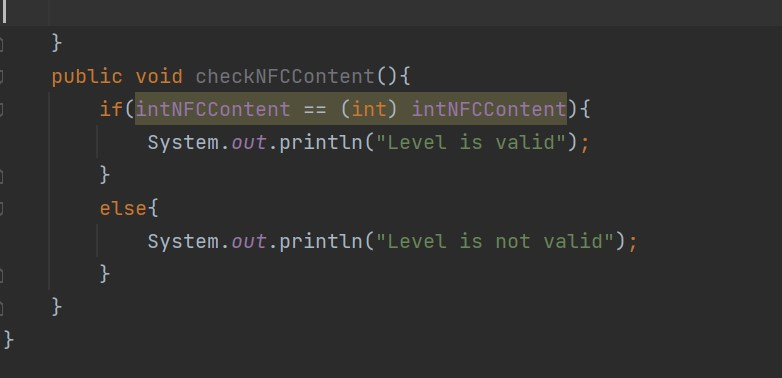 }
public void checkNFCContent(){
if(intNFCContent == (int) intNFCContent){
System.out.println("Level is valid");
}
else{
System.out.println("Level is not valid");
}
}
}